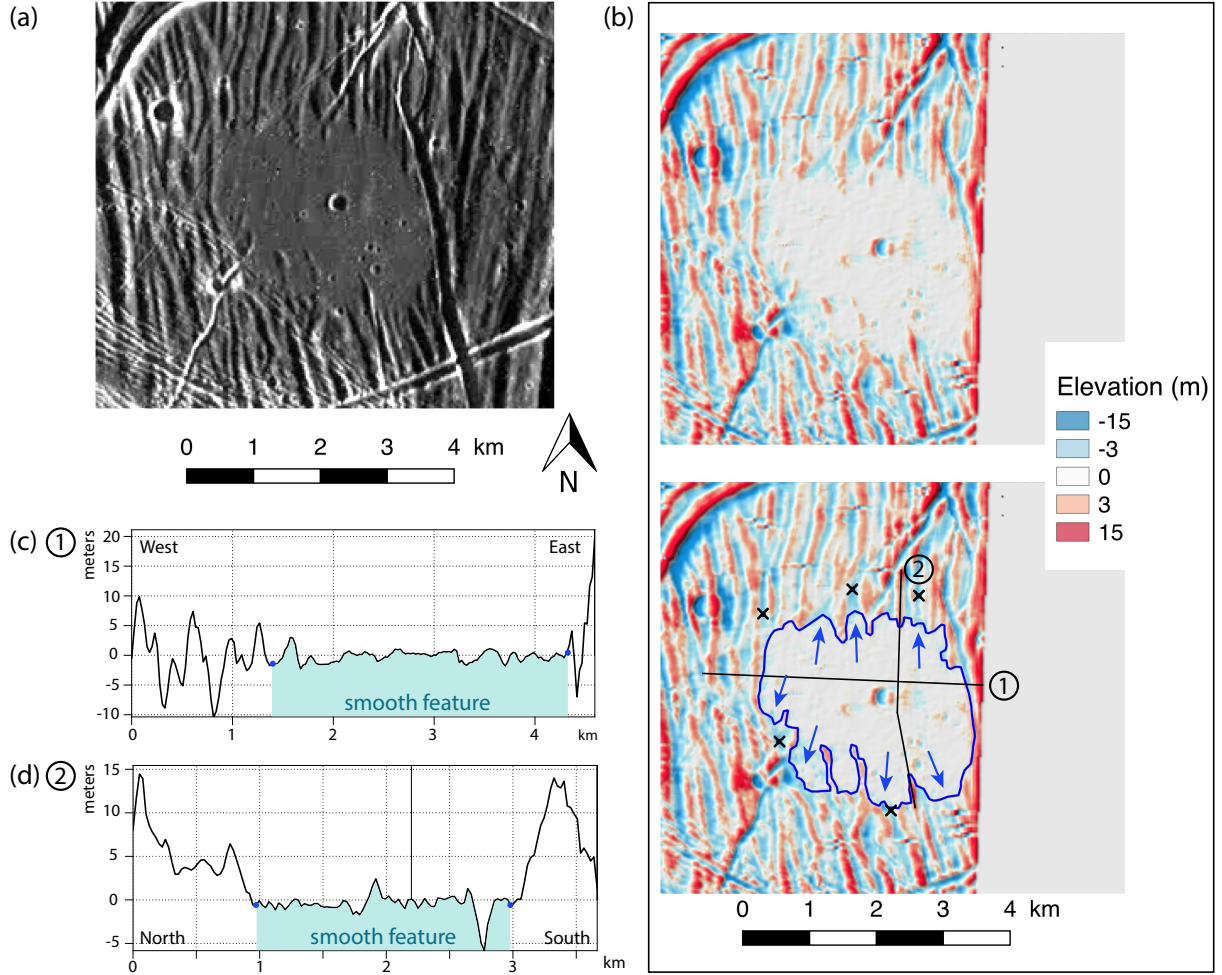 (a)
(b)
0 1 2 3 4 km
N
Elevation (m)
-15
-3
0
3
15
(c) 1
meters
20
15
10
5
0
-5
-10
West
East
smooth feature
0 1 2 3 4 km
2
1
(d) 2
meters
15
10
5
0
-5
North
South
smooth feature
0 1 2 3 km
0 1 2 3 4 km